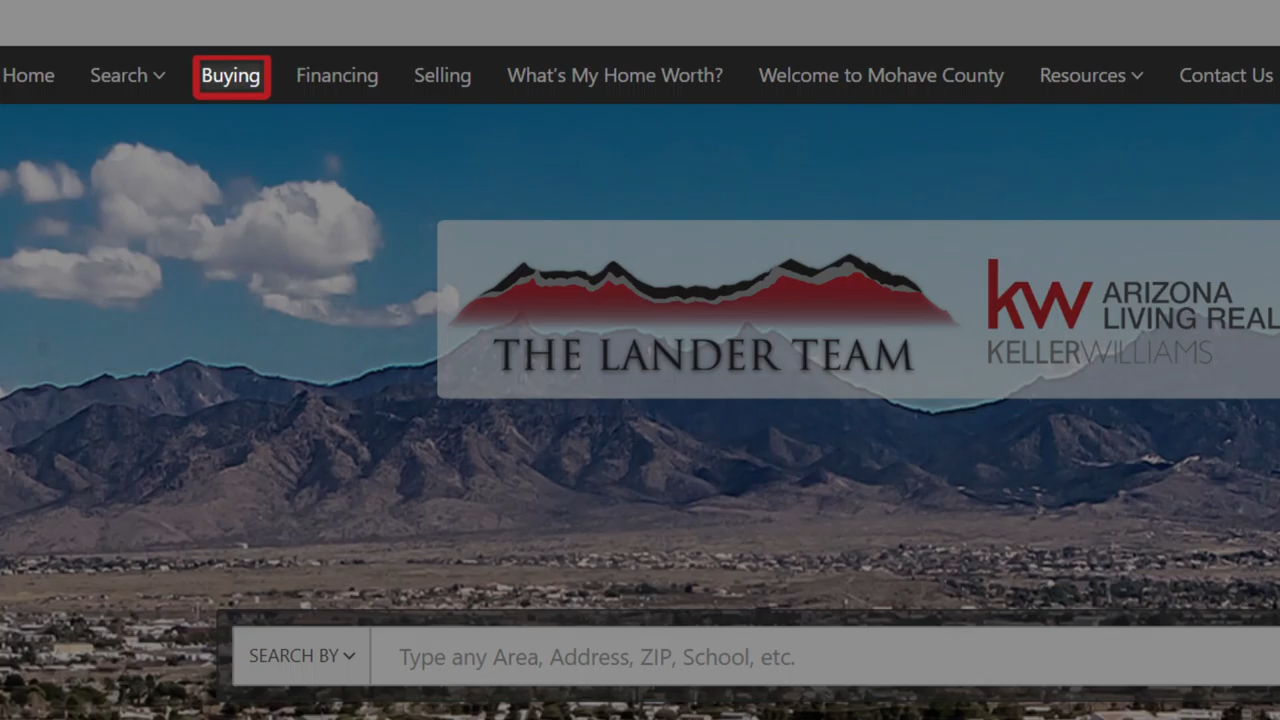 Home Search Buying Financing Selling What's My Home Worth? Welcome to Mohave County Resources Contact Us
THE LANDER TEAM
kw ARIZONA
LIVING REAL
KELLERWILLIAMS
SEARCH BY Type any Area, Address, ZIP, School, etc.